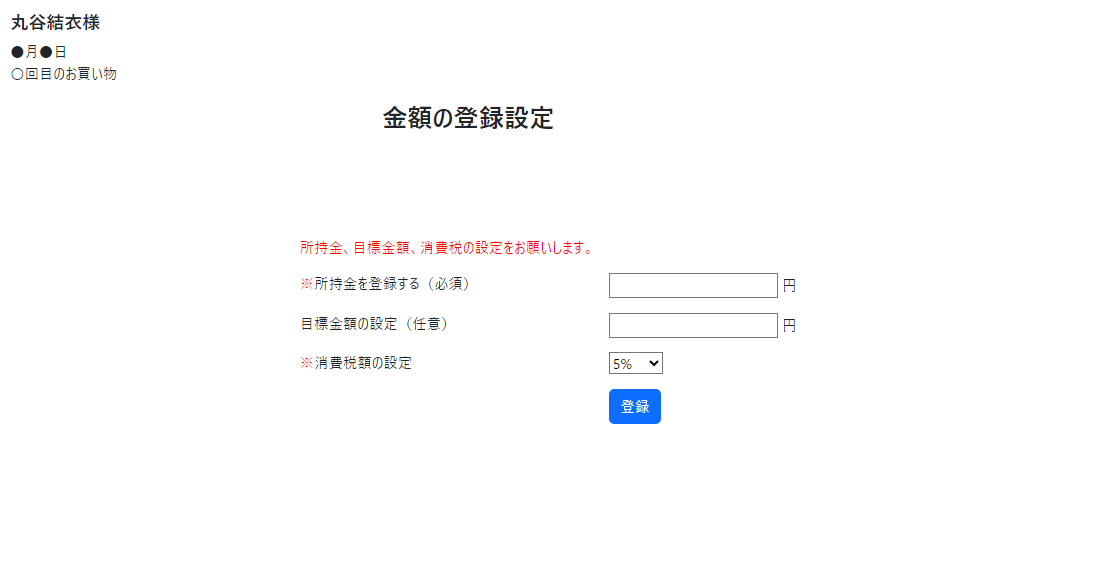 丸谷結衣様
●月●日
○回目のお買い物
金額の登録設定
所持金、目標金額、消費税の設定をお願いします。
※所持金を登録する（必須） 円
目標金額の設定（任意） 円
※消費税額の設定 5%
登録